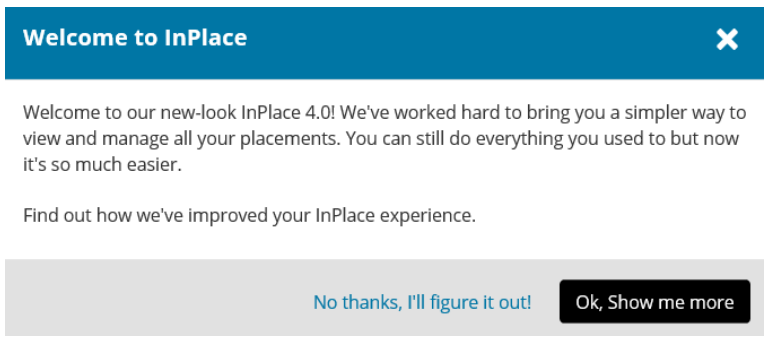 Welcome to InPlace
Welcome to our new-look InPlace 4.0! We've worked hard to bring you a simpler way to
view and manage all your placements. You can still do everything you used to but now
it's so much easier.
Find out how we've improved your InPlace experience.
No thanks, I'll figure it out!
Ok, Show me more